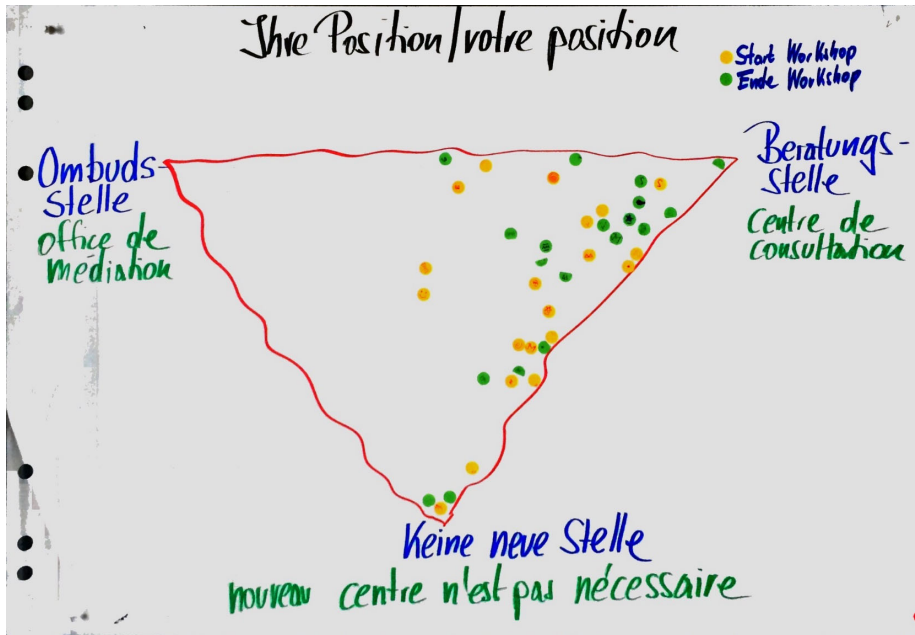 Ihre Position/votre position
Start Workshop
Ende Workshop
Ombuds-
stelle
office de
médiation
Beratungs-
stelle
centre de
consultation
Keine neue Stelle
nouveau centre n'est pas nécessaire